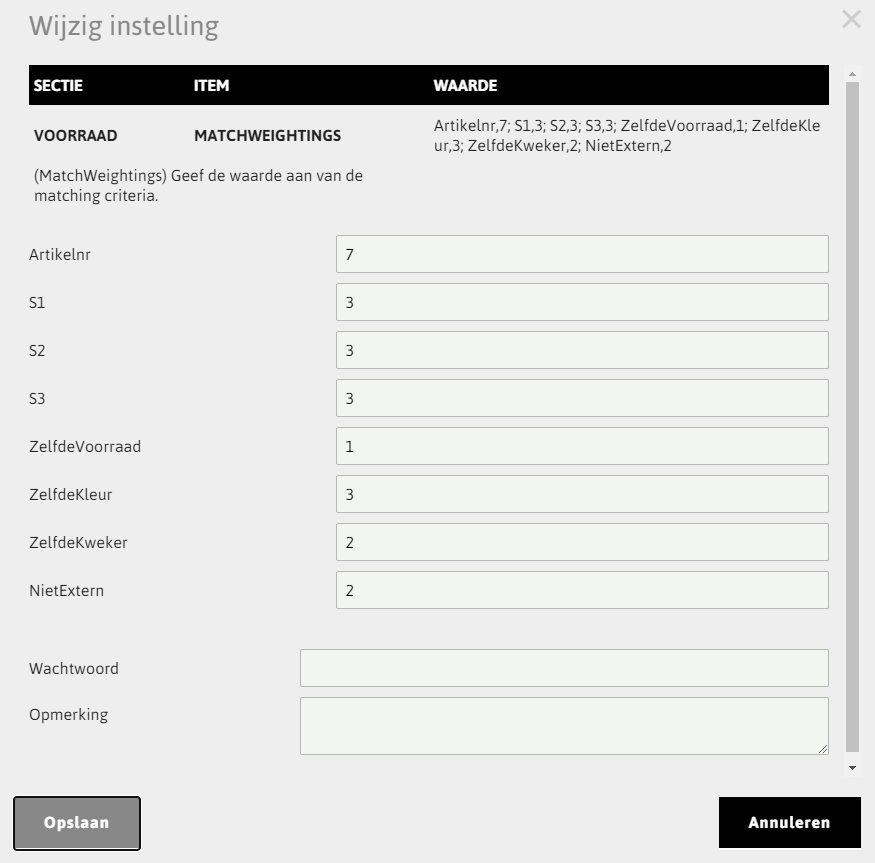 Wijzig instelling
SECTIE ITEM WAARDE
VOORRAAD MATCHWEIGHTINGS Artikelnr,7; S1,3; S2,3; S3,3; ZelfdeVoorraad,1; ZelfdeKle
ur,3; ZelfdeKweker,2; NietExtern,2
(MatchWeightings) Geef de waarde aan van de
matching criteria.
Artikelnr 7
S1 3
S2 3
S3 3
ZelfdeVoorraad 1
ZelfdeKleur 3
ZelfdeKweker 2
NietExtern 2
Wachtwoord
Opmerking
Opslaan Annuleren